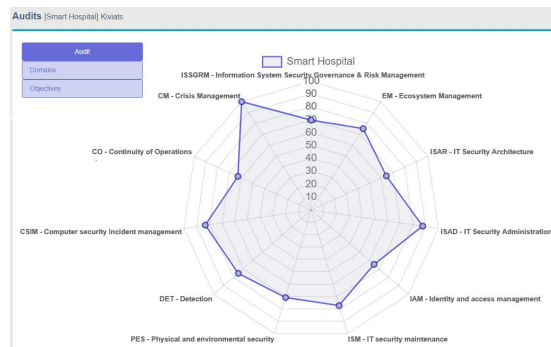 Audits [Smart Hospital] Kiviats
Audit
Domains
Objectives
Smart Hospital
ISSGRM - Information System Security Governance & Risk Management
CM - Crisis Management
EM - Ecosystem Management
CO - Continuity of Operations
ISAR - IT Security Architecture
CSIM - Computer security incident management
ISAD - IT Security Administration
DET - Detection
IAM - Identity and access management
PES - Physical and environmental security
ISM - IT security maintenance
100
90
80
70
60
50
40
30
20
10